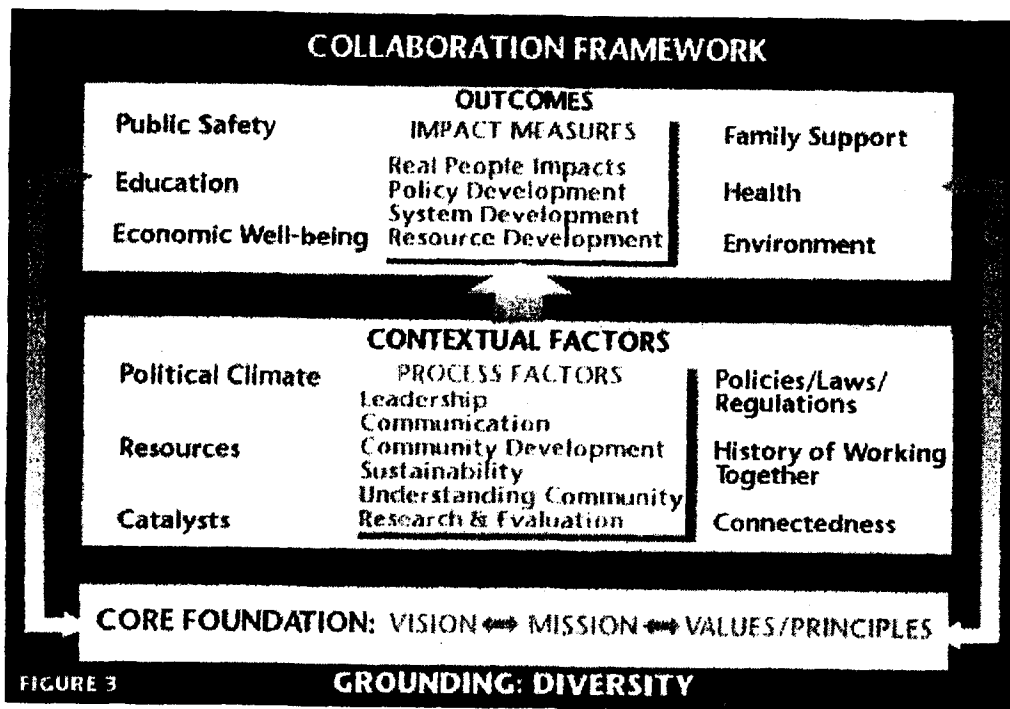 COLLABORATION FRAMEWORK
OUTCOMES
IMPACT MEASURES
Public Safety
Education
Economic Well-being
Real People Impacts
Policy Development
System Development
Resource Development
Family Support
Health
Environment
CONTEXTUAL FACTORS
PROCESS FACTORS
Political Climate
Resources
Catalysts
Leadership
Communication
Community Development
Sustainability
Understanding Community
Research & Evaluation
Policies/Laws/
Regulations
History of Working
Together
Connectedness
CORE FOUNDATION: VISION ⟷ MISSION ⟷ VALUES/PRINCIPLES
FIGURE 3
GROUNDING: DIVERSITY